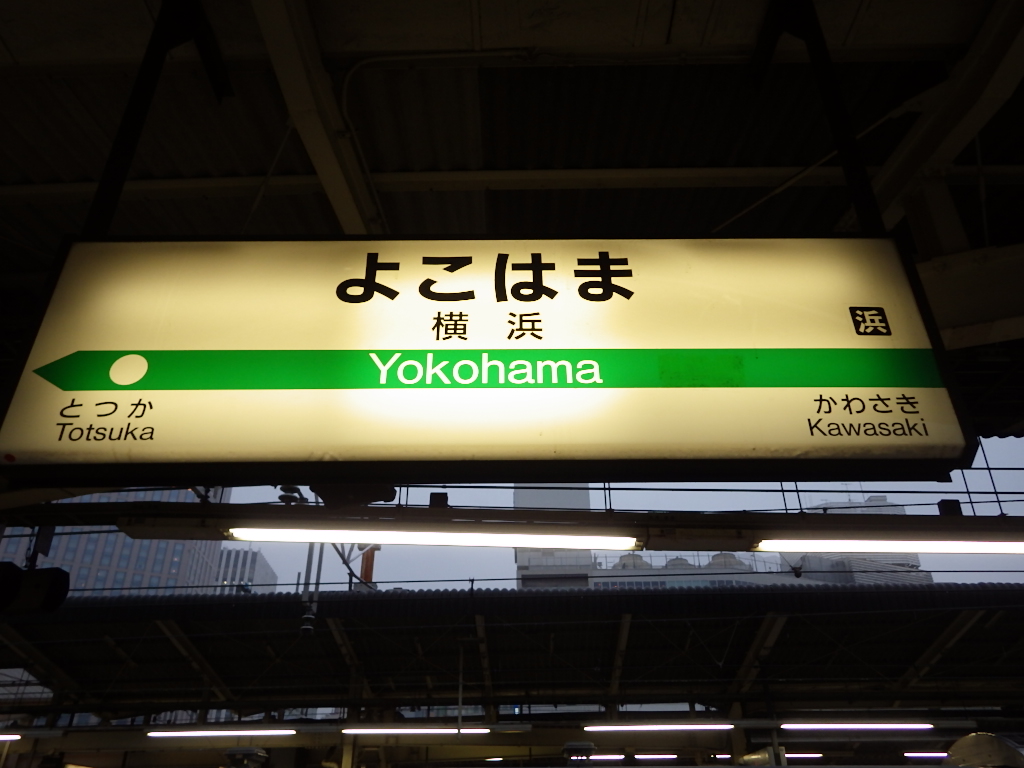 よこはま
横浜
浜
Yokohama
とつか
Totsuka
かわさき
Kawasaki